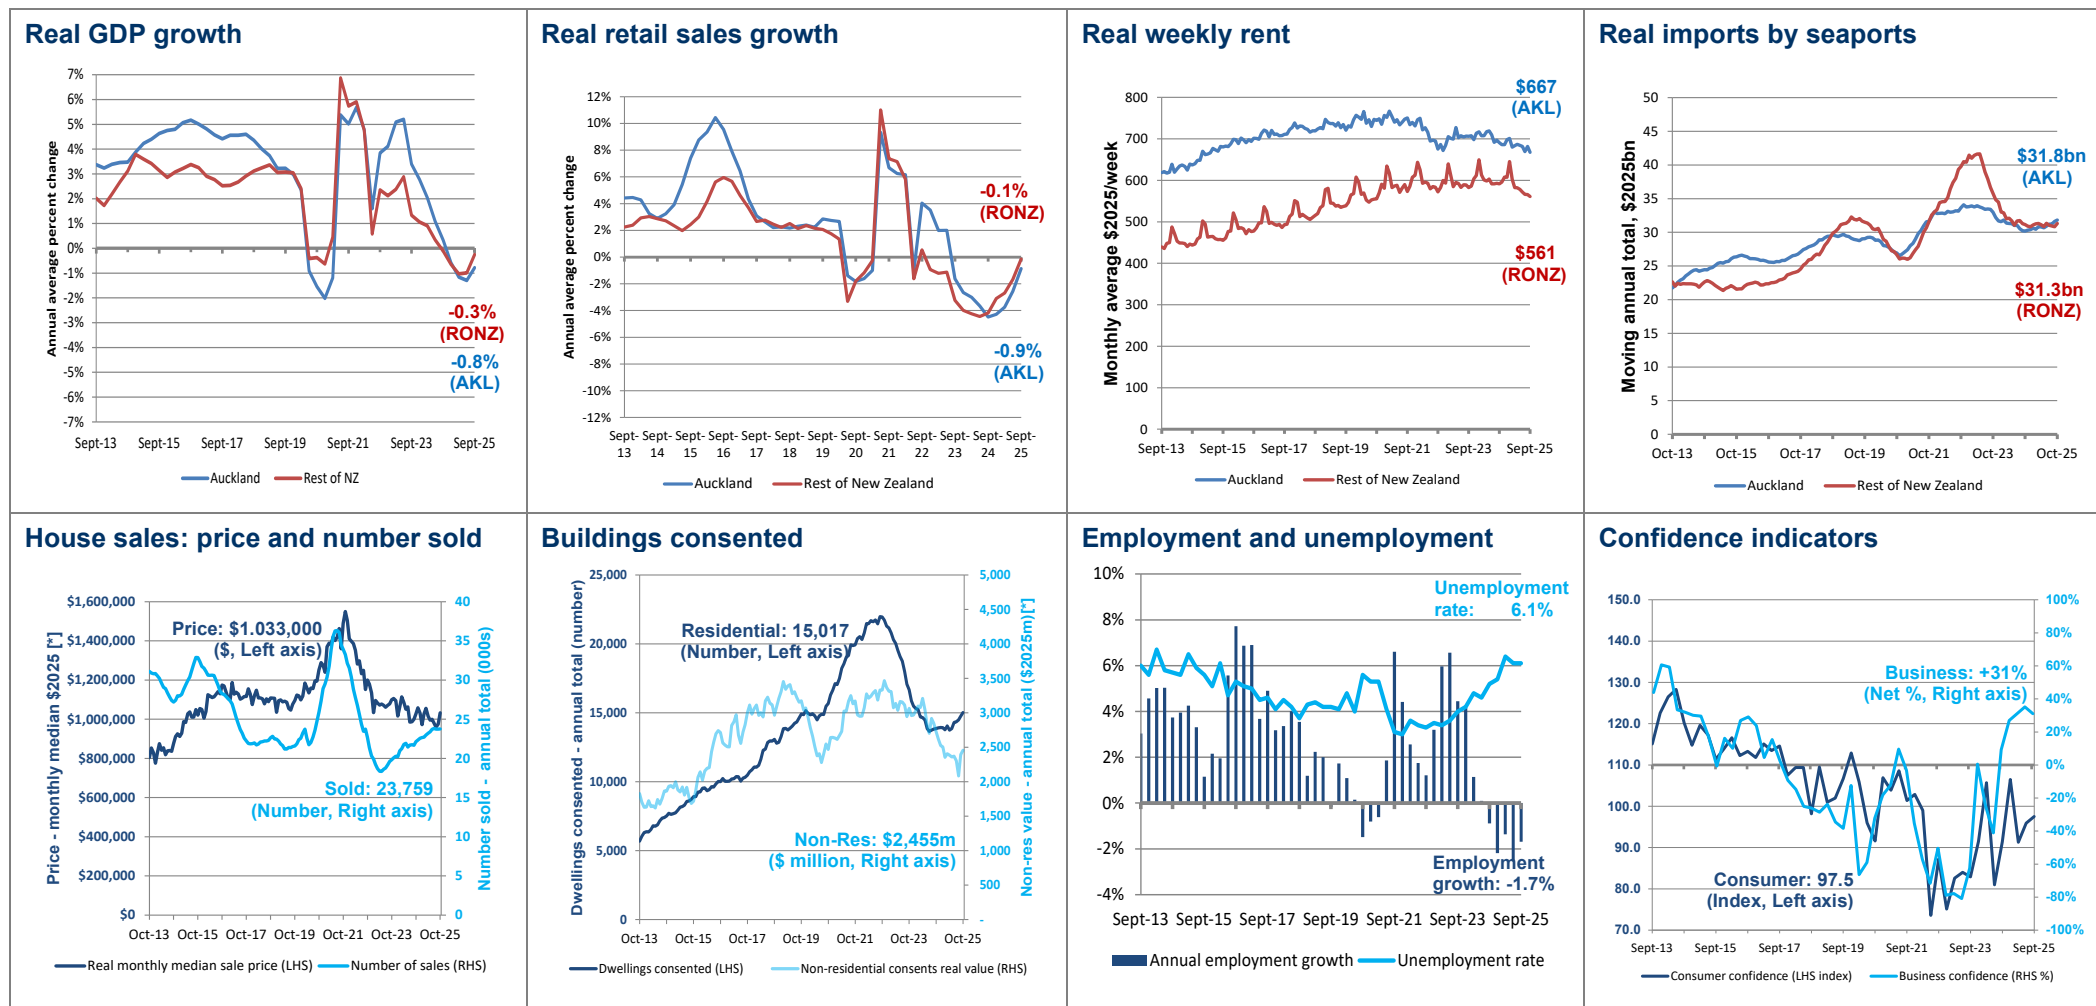 Real GDP growth
Annual average percent change
7%
6%
5%
4%
3%
2%
1%
0%
-1%
-2%
-3%
-4%
-5%
-6%
-7%
-0.3%
(RONZ)
-0.8%
(AKL)
Sept-13 Sept-15 Sept-17 Sept-19 Sept-21 Sept-23 Sept-25
Auckland Rest of NZ
Real retail sales growth
Annual average percent change
12%
10%
8%
6%
4%
2%
0%
-2%
-4%
-6%
-8%
-10%
-12%
-0.1%
(RONZ)
-0.9%
(AKL)
Sept- Sept- Sept- Sept- Sept- Sept- Sept- Sept- Sept- Sept- Sept- Sept- Sept-
13 14 15 16 17 18 19 20 21 22 23 24 25
Auckland Rest of New Zealand
Real weekly rent
Monthly average $2025/week
800
700
600
500
400
300
200
100
0
$667
(AKL)
$561
(RONZ)
Sept-13 Sept-15 Sept-17 Sept-19 Sept-21 Sept-23 Sept-25
Auckland Rest of New Zealand
Real imports by seaports
Moving annual total, $2025bn
50
45
40
35
30
25
20
15
10
5
0
$31.8bn
(AKL)
$31.3bn
(RONZ)
Oct-13 Oct-15 Oct-17 Oct-19 Oct-21 Oct-23 Oct-25
Auckland Rest of New Zealand
House sales: price and number sold
Price - monthly median $2025 [*]
$1,600,000
$1,400,000
$1,200,000
$1,000,000
$800,000
$600,000
$400,000
$200,000
$0
Price: $1.033,000
($, Left axis)
Sold: 23,759
(Number, Right axis)
40
35
30
25
20
15
10
5
0
Number sold - annual total (000s)
Oct-13 Oct-15 Oct-17 Oct-19 Oct-21 Oct-23 Oct-25
Real monthly median sale price (LHS) Number of sales (RHS)
Buildings consented
Dwellings consented - annual total (number)
25,000
20,000
15,000
10,000
5,000
0
Residential: 15,017
(Number, Left axis)
Non-Res: $2,455m
($ million, Right axis)
5,000
4,500
4,000
3,500
3,000
2,500
2,000
1,500
1,000
500
-
Non-res value - annual total ($2025m)[*]
Oct-13 Oct-15 Oct-17 Oct-19 Oct-21 Oct-23 Oct-25
Dwellings consented (LHS) Non-residential consents real value (RHS)
Employment and unemployment
10%
8%
6%
4%
2%
0%
-2%
-4%
Unemployment
rate: 6.1%
Employment
growth: -1.7%
Sept-13 Sept-15 Sept-17 Sept-19 Sept-21 Sept-23 Sept-25
Annual employment growth Unemployment rate
Confidence indicators
150.0
140.0
130.0
120.0
110.0
100.0
90.0
80.0
70.0
Business: +31%
(Net %, Right axis)
Consumer: 97.5
(Index, Left axis)
100%
80%
60%
40%
20%
0%
-20%
-40%
-60%
-80%
-100%
Sept-13 Sept-15 Sept-17 Sept-19 Sept-21 Sept-23 Sept-25
Consumer confidence (LHS index) Business confidence (RHS %)